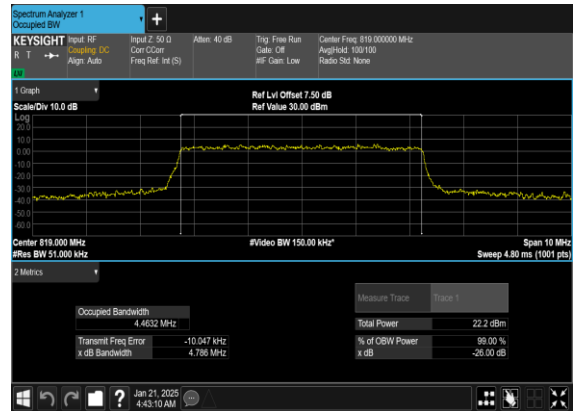 Spectrum Analyzer 1
Occupied BW
+
KEYSIGHT Input: RF Input Z: 50 Ω Atten: 40 dB Trig: Free Run Center Freq: 819.000000 MHz
R T Coupling: DC Corr CCorr Gate: Off Avg|Hold: 100/100
Align: Auto Freq Ref: Int (S) #IF Gain: Low Radio Std: None
LW
1 Graph
Ref Lvl Offset 7.50 dB
Scale/Div 10.0 dB Ref Value 30.00 dBm
Log
20.0
10.0
0.00
-10.0
-20.0
-30.0
-40.0
-50.0
-60.0
Center 819.000 MHz #Video BW 150.00 kHz* Span 10 MHz
#Res BW 51.000 kHz Sweep 4.80 ms (1001 pts)
2 Metrics
Measure Trace Trace 1
Occupied Bandwidth
4.4632 MHz Total Power 22.2 dBm
Transmit Freq Error -10.047 kHz % of OBW Power 99.00 %
x dB Bandwidth 4.786 MHz x dB -26.00 dB
? Jan 21, 2025
4:43:10 AM